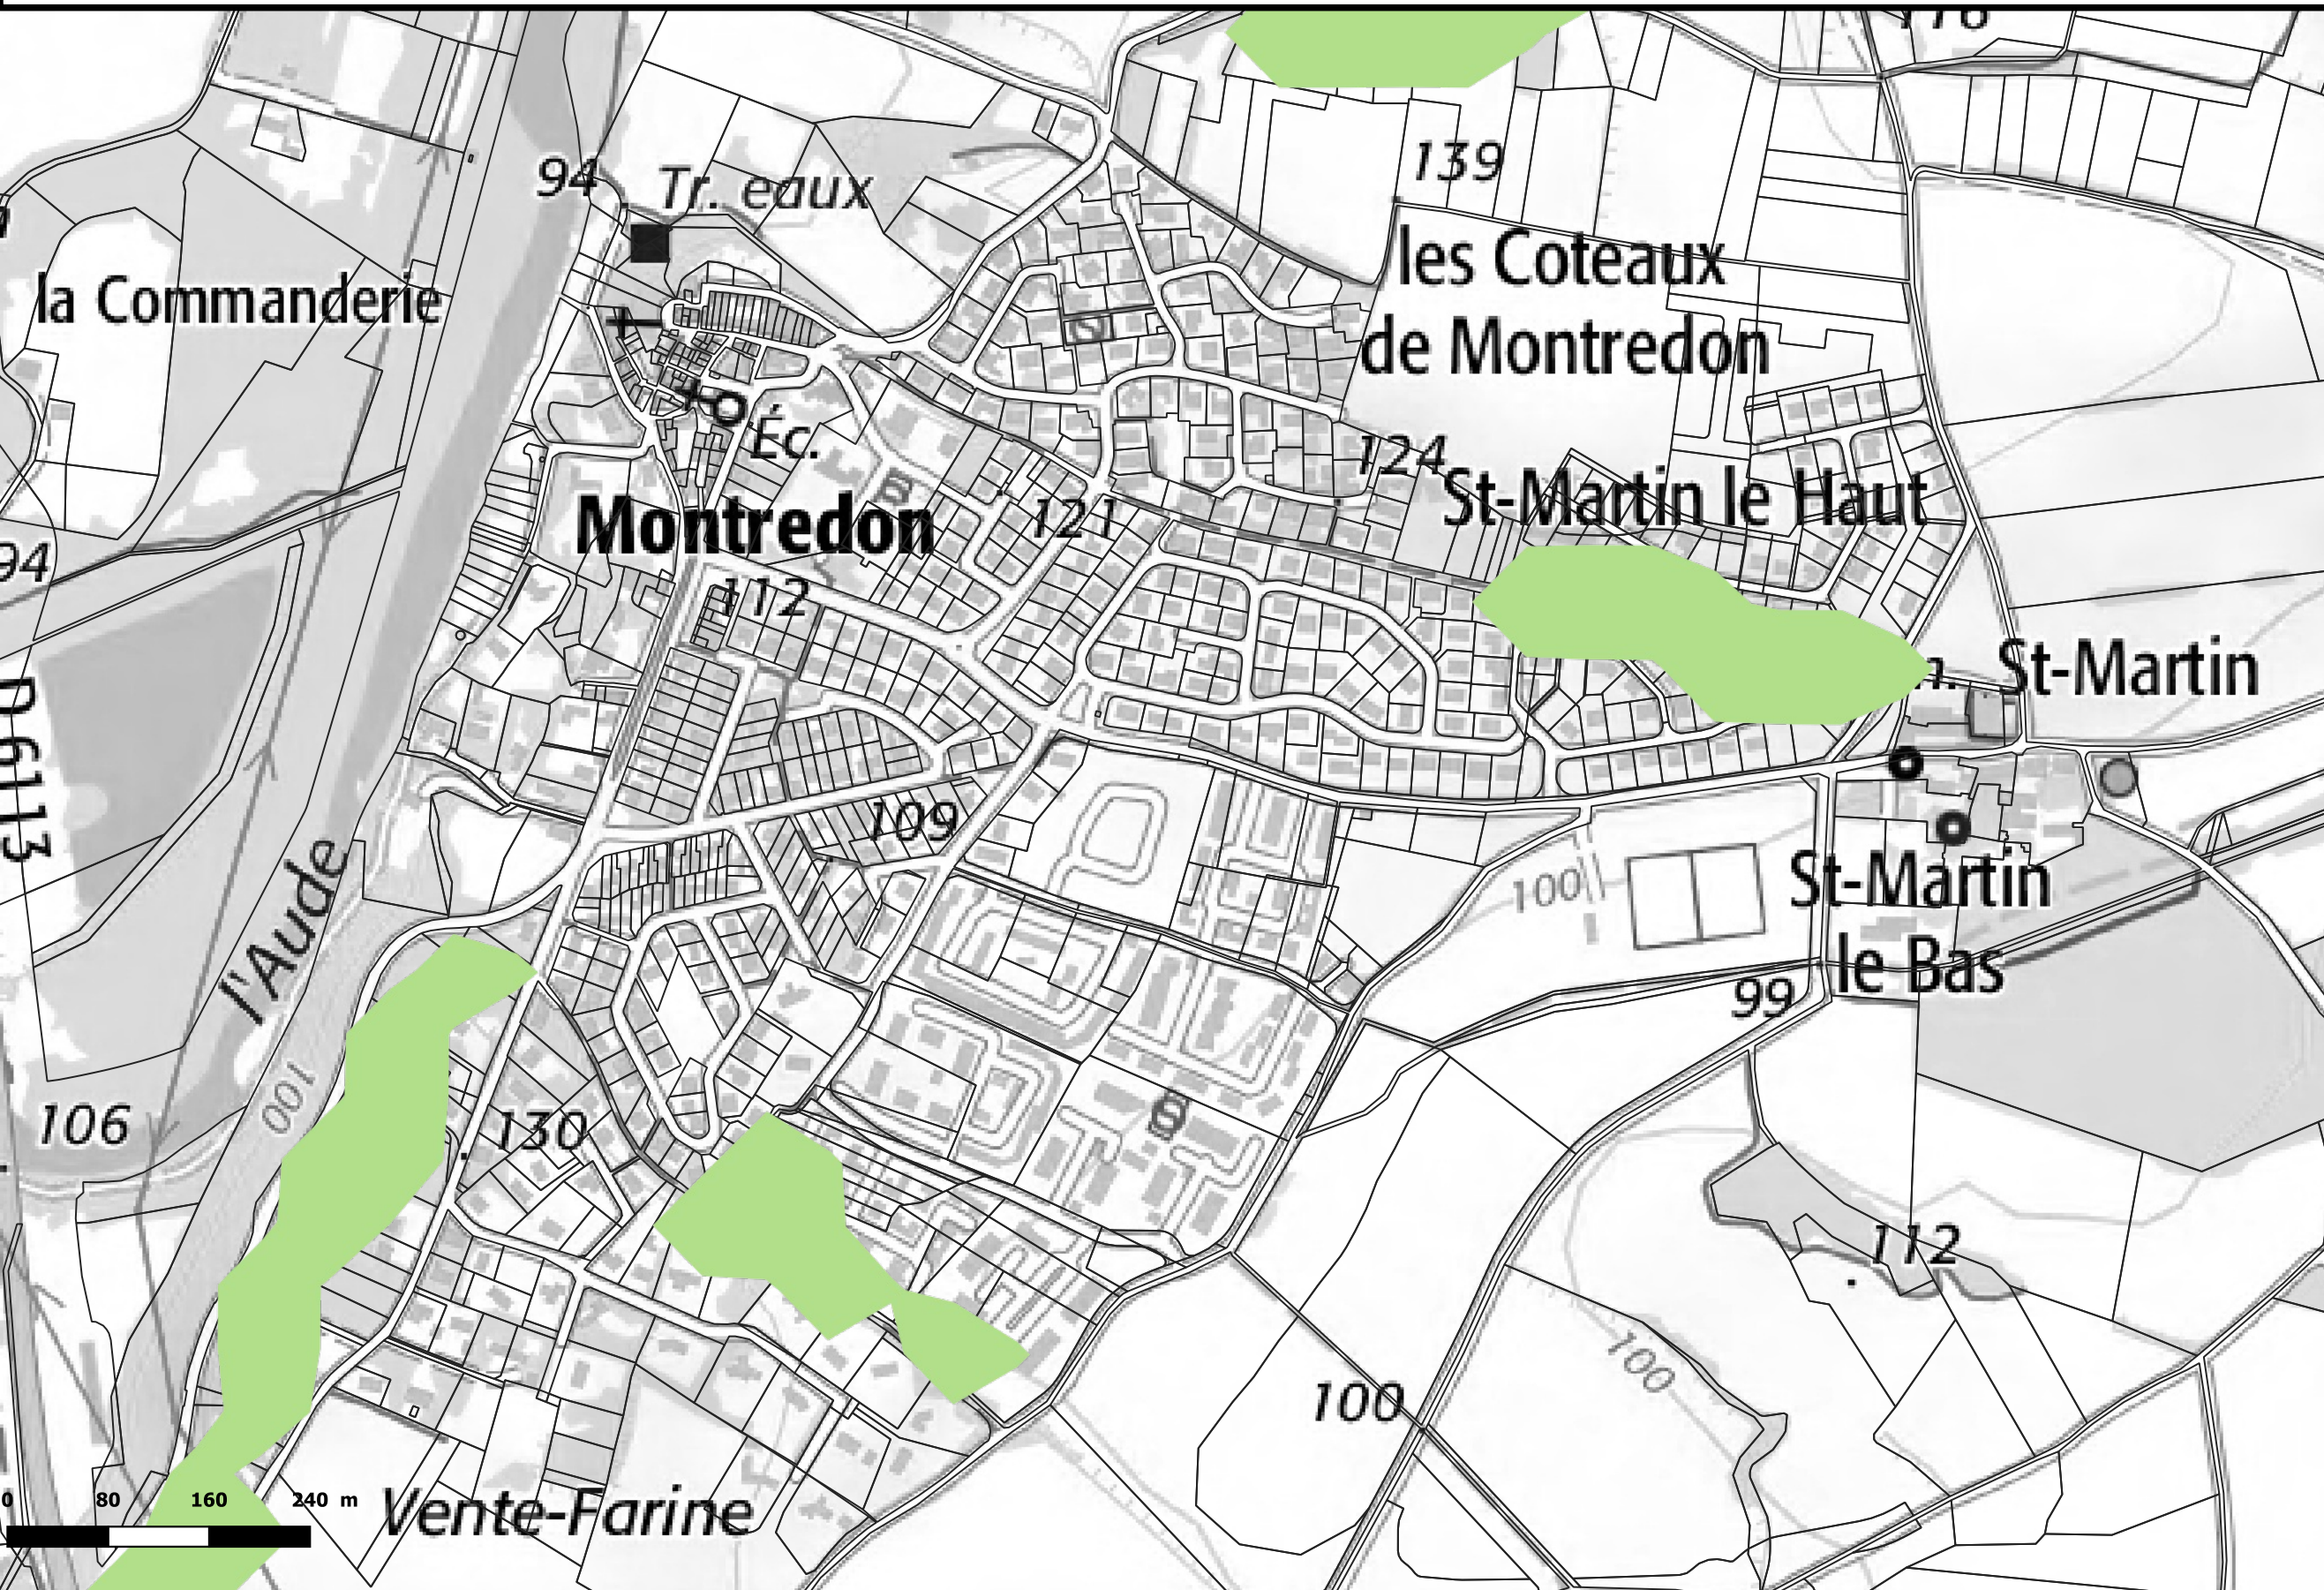 94
Tr. eaux
139
la Commanderie
les Coteaux
de Montredon
Éc.
124
St-Martin le Haut
Montredon
121
94
112
St-Martin
D 6113
109
100
St-Martin
le Bas
l'Aude
99
100
106
130
112
100
100
0 80 160 240 m
Vente-Farine